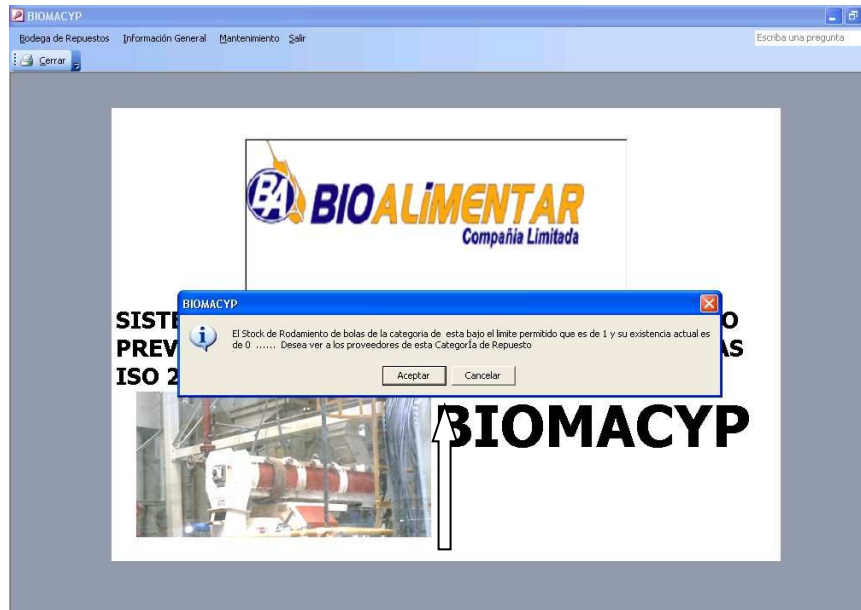 BIOMACYP
Bodega de Repuestos Información General Mantenimiento Salir
Escriba una pregunta
Cerrar
BA BIOALiMENTAR
Compañia Limitada
BIOMACYP
SISTE O
PREV AS
ISO 2
El Stock de Rodamiento de bolas de la categoria de esta bajo el limite permitido que es de 1 y su existencia actual es
de 0 ...... Desea ver a los proveedores de esta CategorÍa de Repuesto
Aceptar Cancelar
BIOMACYP